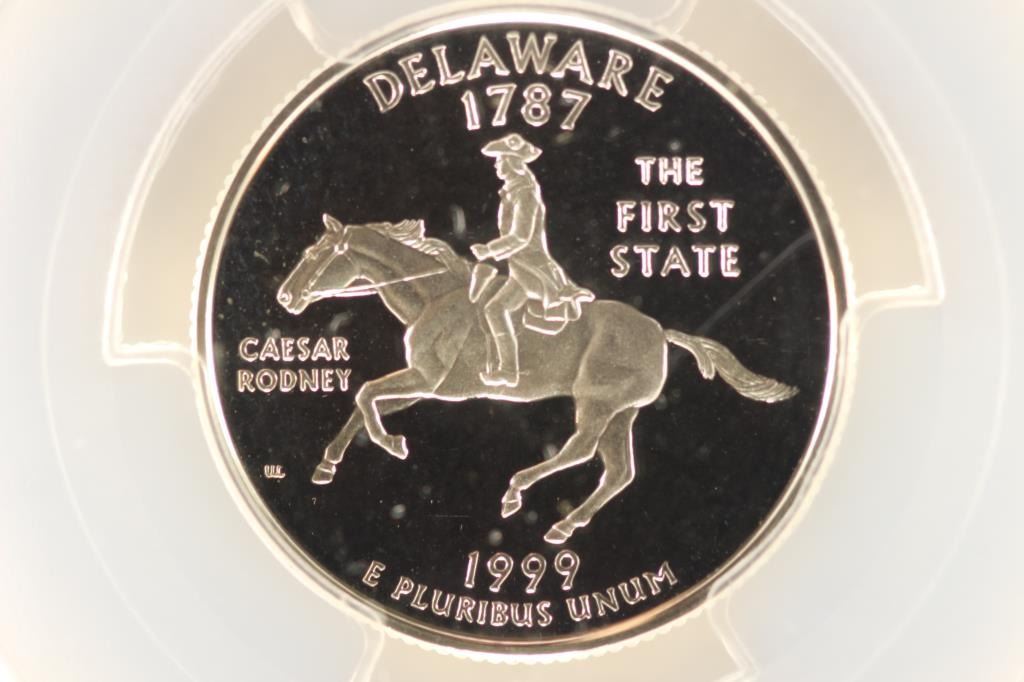 DELAWARE
1787
THE
FIRST
STATE
CAESAR
RODNEY
1999
E PLURIBUS UNUM